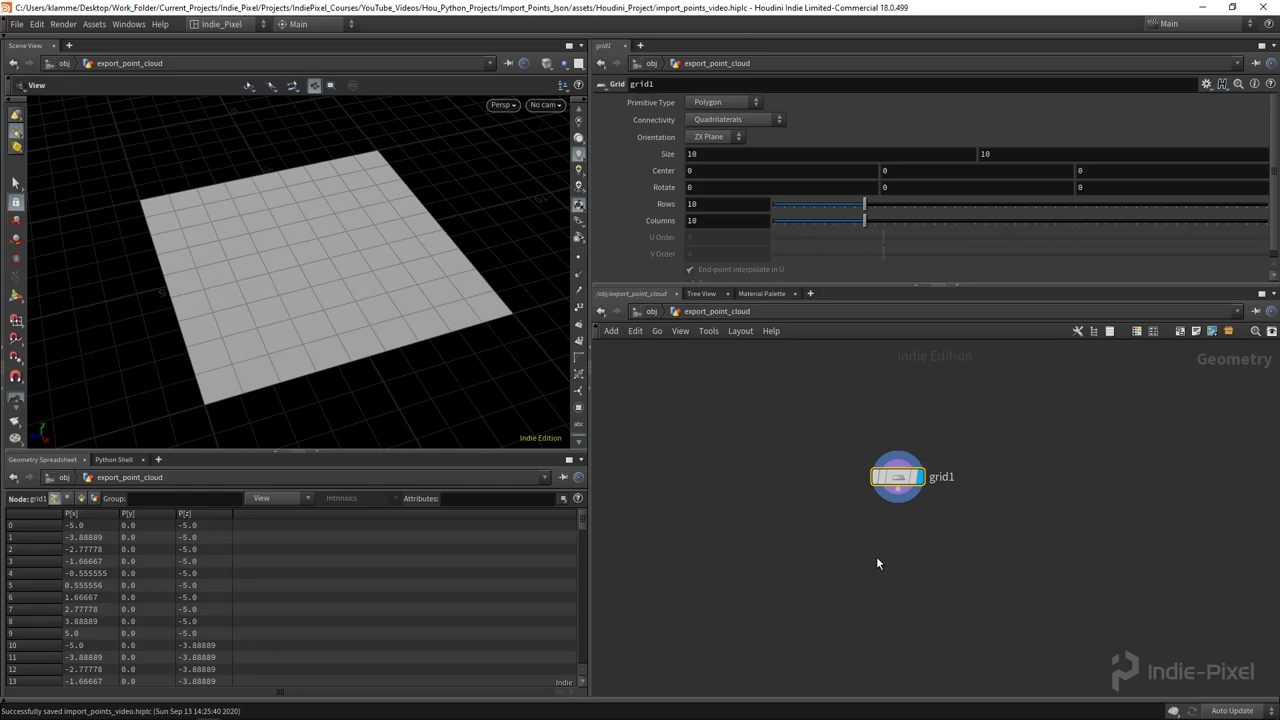 C:/Users/klamme/Desktop/Work_Folder/Current_Projects/Indie_Pixel/Projects/IndiePixel_Courses/YouTube_Videos/Hou_Python_Projects/Import_Points_Json/assets/Houdini_Project/import_points_video.hiplc - Houdini Indie Limited-Commercial 18.0.499
File Edit Render Assets Windows Help Indie_Pixel Main Main
Scene View
obj export_point_cloud
View
Persp No cam
Indie Edition
Geometry Spreadsheet Python Shell
obj export_point_cloud
Node: grid1 Group: View Intrinsics Attributes:
P[x] P[y] P[z]
0 -5.0 0.0 -5.0
1 -3.88889 0.0 -5.0
2 -2.77778 0.0 -5.0
3 -1.66667 0.0 -5.0
4 -0.555555 0.0 -5.0
5 0.555556 0.0 -5.0
6 1.66667 0.0 -5.0
7 2.77778 0.0 -5.0
8 3.88889 0.0 -5.0
9 5.0 0.0 -5.0
10 -5.0 0.0 -3.88889
11 -3.88889 0.0 -3.88889
12 -2.77778 0.0 -3.88889
13 -1.66667 0.0 -3.88889
Indie
grid1
obj export_point_cloud
Grid grid1
Primitive Type Polygon
Connectivity Quadrilaterals
Orientation ZX Plane
Size 10 10
Center 0 0 0
Rotate 0 0 0
Rows 10
Columns 10
U Order
V Order
End-point interpolate in U
/obj/export_point_cloud Tree View Material Palette
obj export_point_cloud
Add Edit Go View Tools Layout Help
Indie Edition
Geometry
grid1
Indie-Pixel
Successfully saved import_points_video.hiplc (Sun Sep 13 14:25:40 2020)
Auto Update